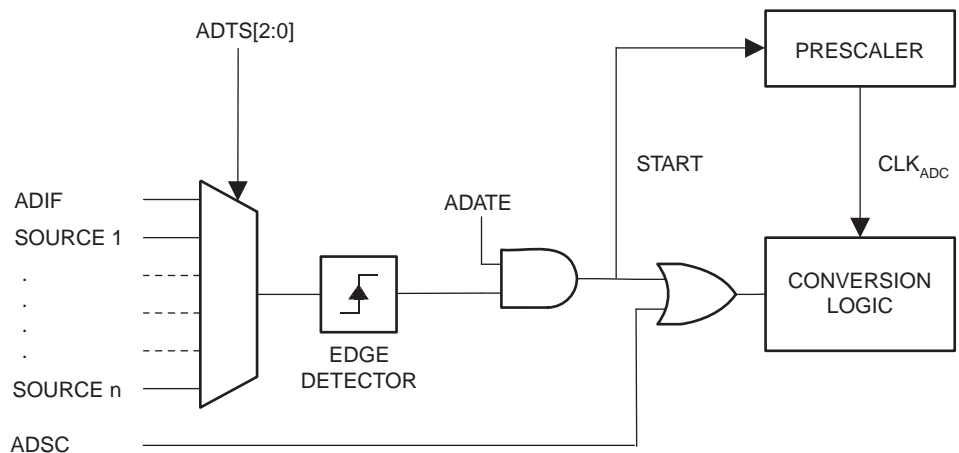 ADTS[2:0]
PRESCALER
START
CLKADC
ADIF
ADATE
SOURCE 1
.
.
.
.
CONVERSION
LOGIC
EDGE
DETECTOR
SOURCE n
ADSC